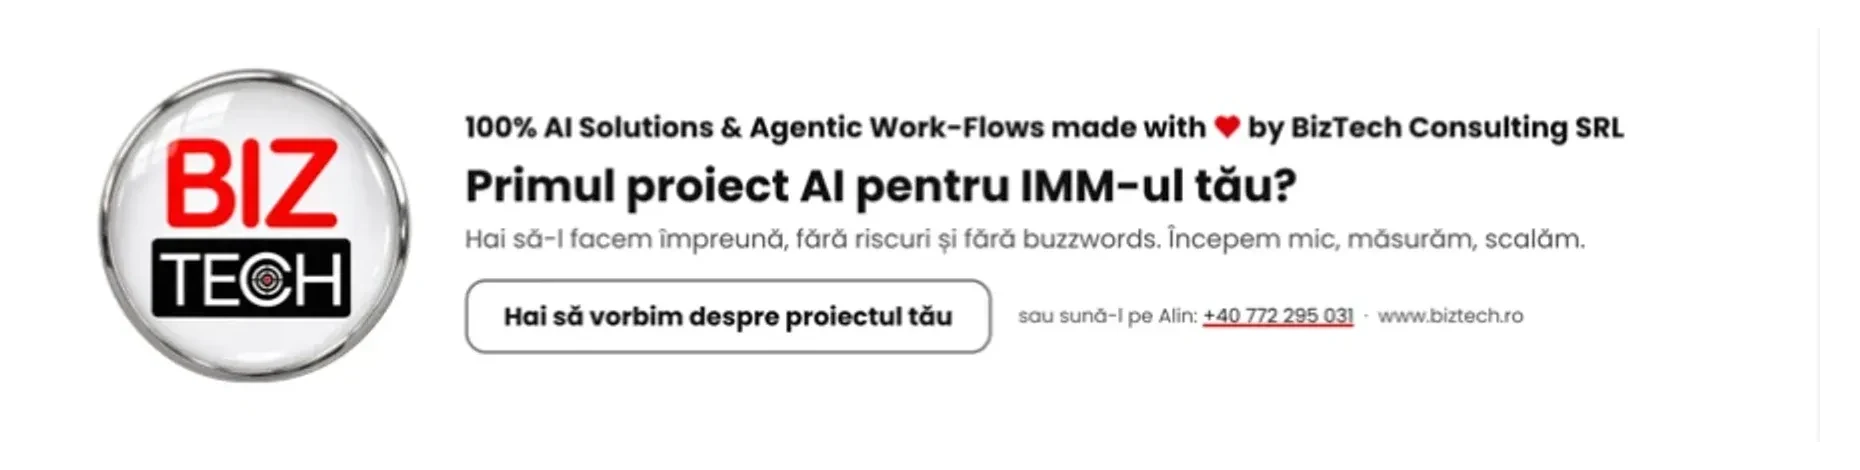 BIZ
TECH
100% AI Solutions & Agentic Work-Flows made with ❤ by BizTech Consulting SRL
Primul proiect AI pentru IMM-ul tău?
Hai să-l facem împreună, fără riscuri și fără buzzwords. Începem mic, măsurăm, scalăm.
Hai să vorbim despre proiectul tău
sau sună-l pe Alin: +40 772 295 031 · www.biztech.ro